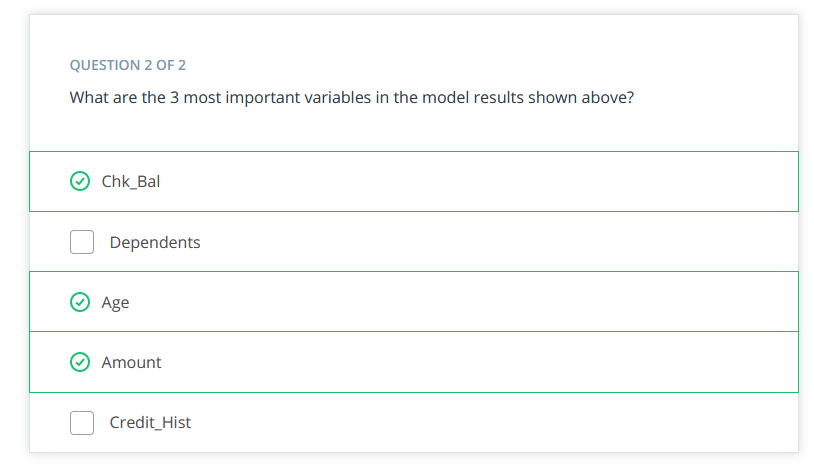 QUESTION 2 OF 2
What are the 3 most important variables in the model results shown above?
Chk_Bal
Dependents
Age
Amount
Credit_Hist